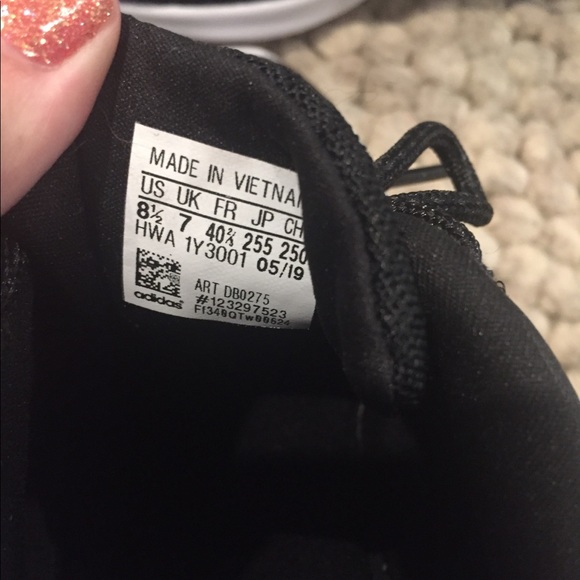 MADE IN VIETNA
US UK FR JP CH
8½ 7 40⅔ 255 250
HWA 1Y3001 05/19
ART DB0275
#123297523
adidas